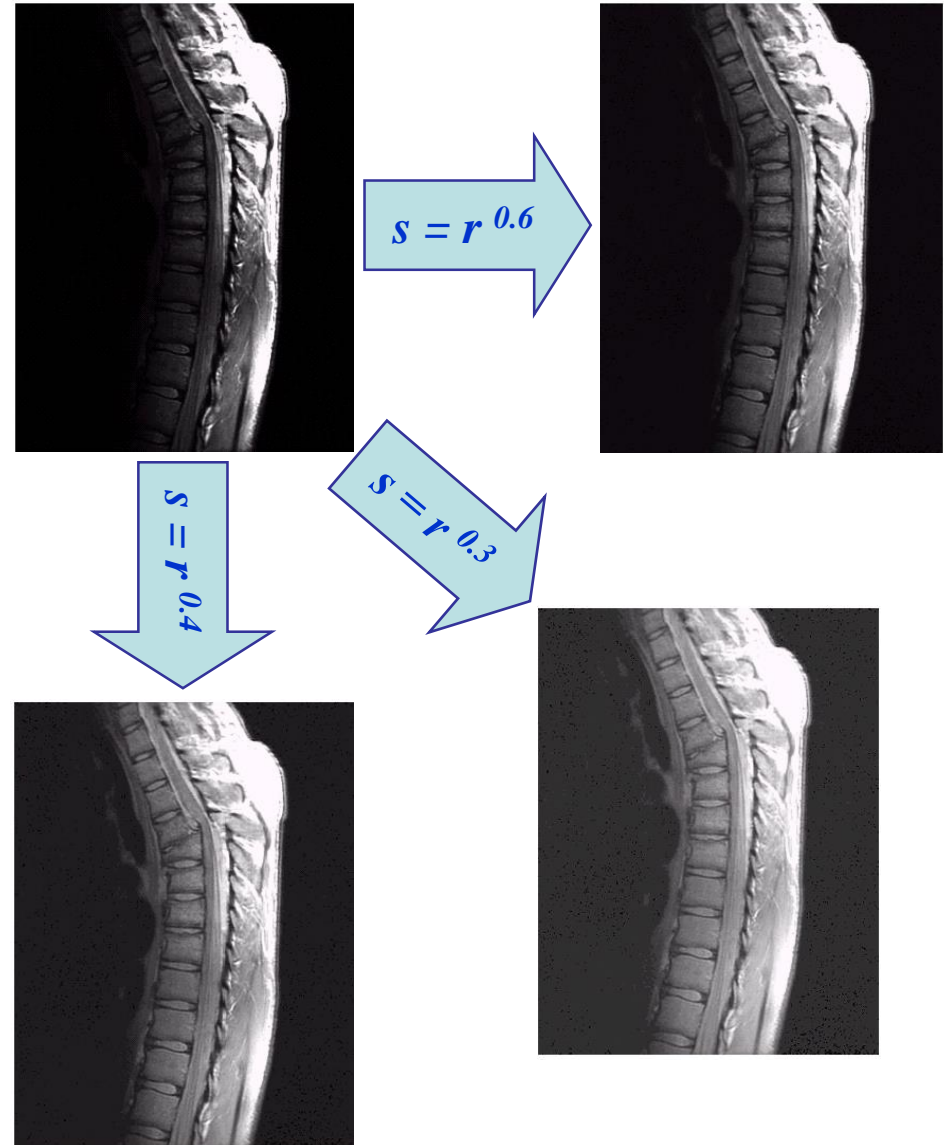 s = r 0.6
s = r 0.3
s = r 0.4